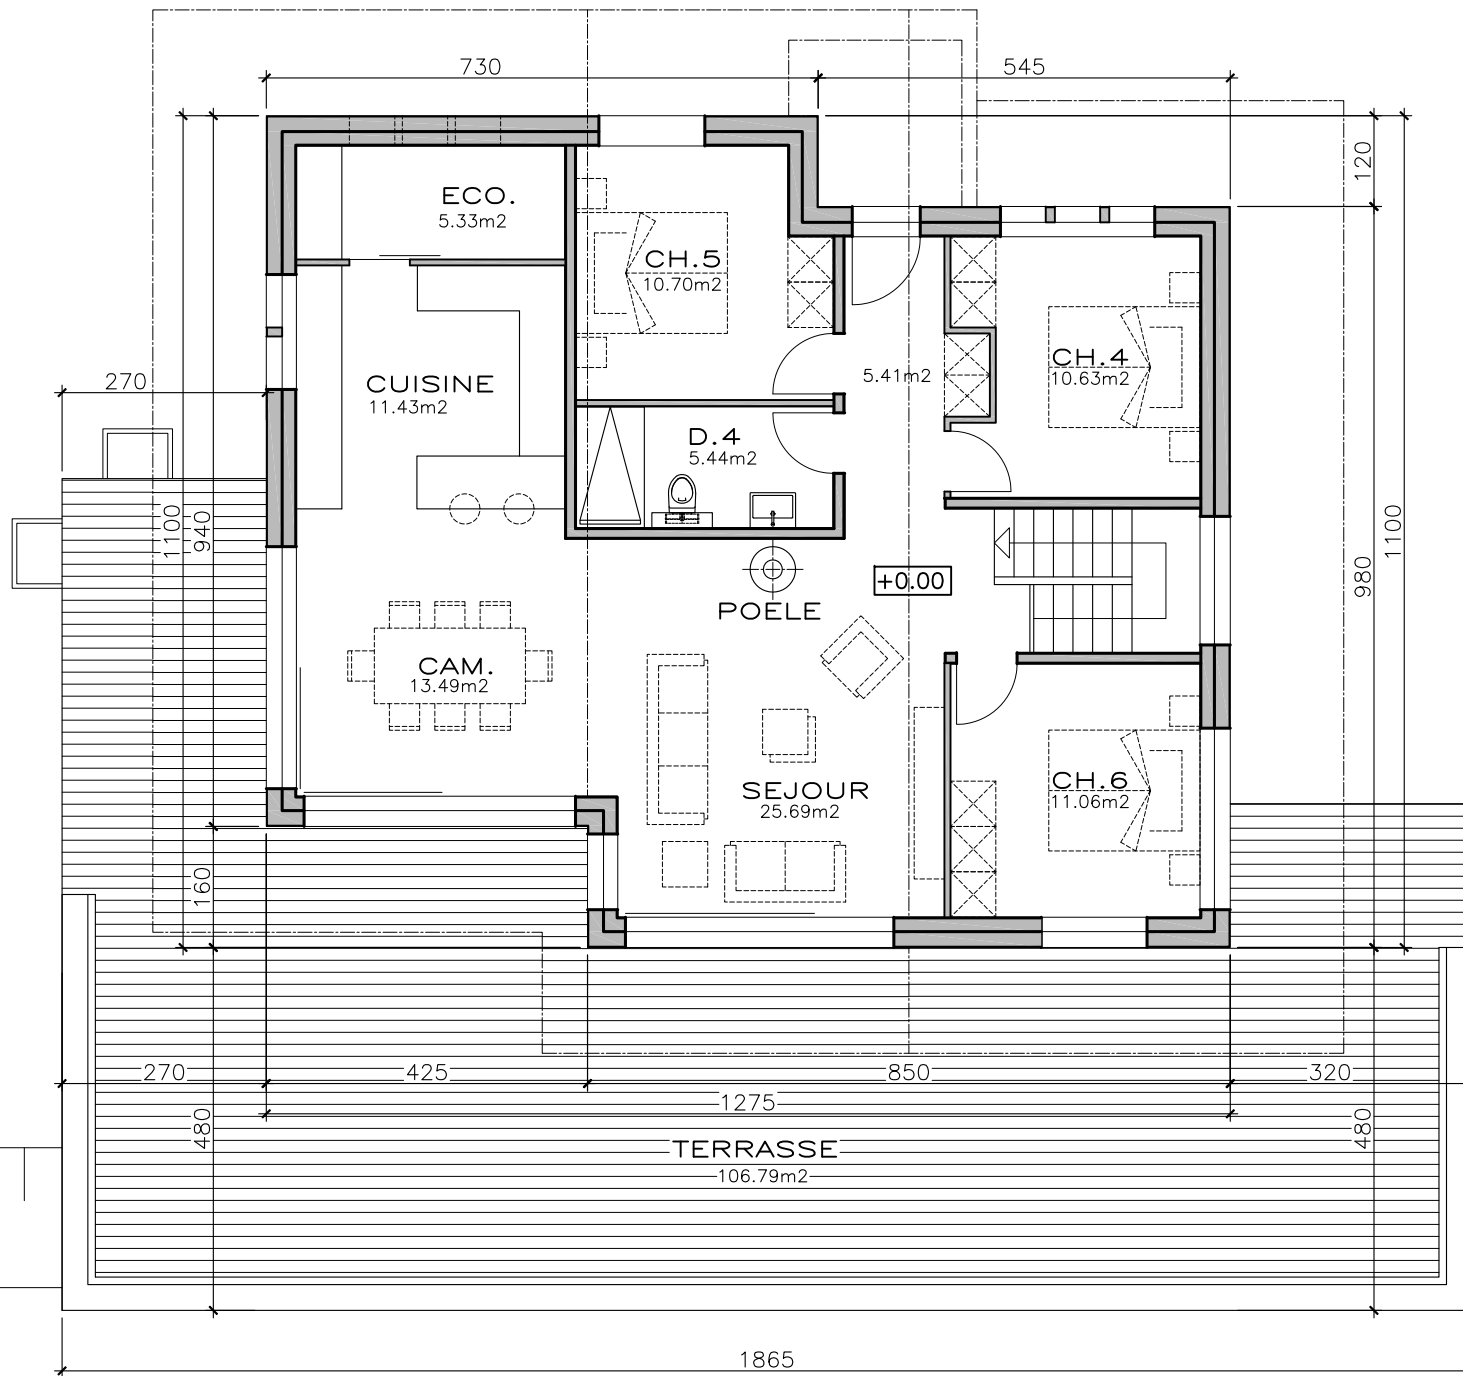 730
545
120
ECO.
5.33m2
CH.5
10.70m2
CH.4
10.63m2
5.41m2
270
CUISINE
11.43m2
D.4
5.44m2
1100
940
1100
980
+0.00
POELE
CAM.
13.49m2
SEJOUR
25.69m2
CH.6
11.06m2
160
270
425
850
320
1275
480
480
TERRASSE
106.79m2
1865